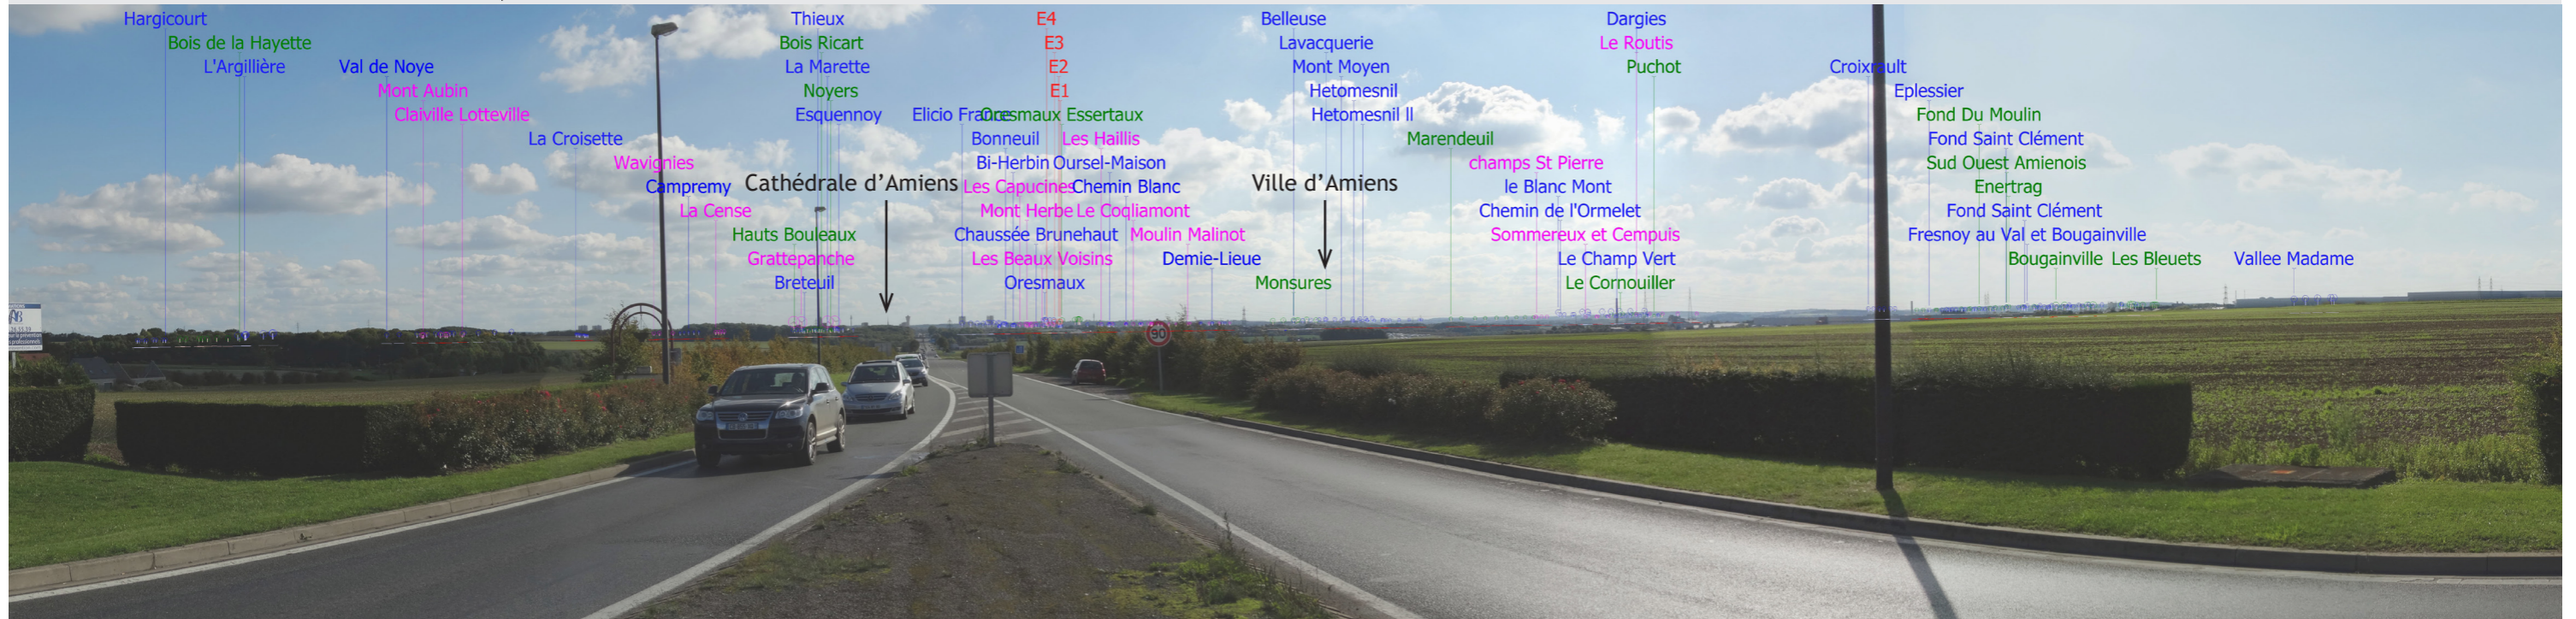 Hargicourt
Thieux
E4
Belleuse
Dargies
Bois de la Hayette
Bois Ricart
E3
Lavacquerie
Le Routis
L'Argillière
Val de Noye
La Marette
E2
Mont Moyen
Puchot
Croixrault
Mont Aubin
Noyers
E1
Hetomesnil
Eplessier
Claiville Lotteville
Esquennoy
Elicio France
Oresmaux Essertaux
Hetomesnil ll
Fond Du Moulin
La Croisette
Bonneuil
Les Haillis
Marendeuil
Fond Saint Clément
Wavignies
Bi-Herbin
Oursel-Maison
champs St Pierre
Sud Ouest Amienois
Campremy
Cathédrale d'Amiens
Les Capucines
Chemin Blanc
Ville d'Amiens
le Blanc Mont
Enertrag
La Cense
Mont Herbe
Le Coqliamont
Chemin de l'Ormelet
Fond Saint Clément
Hauts Bouleaux
Chaussée Brunehaut
Moulin Malinot
Sommereux et Cempuis
Fresnoy au Val et Bougainville
Grattepanche
Les Beaux Voisins
Demie-Lieue
Le Champ Vert
Bougainville
Les Bleuets
Vallee Madame
Breteuil
Oresmaux
Monsures
Le Cornouiller
90